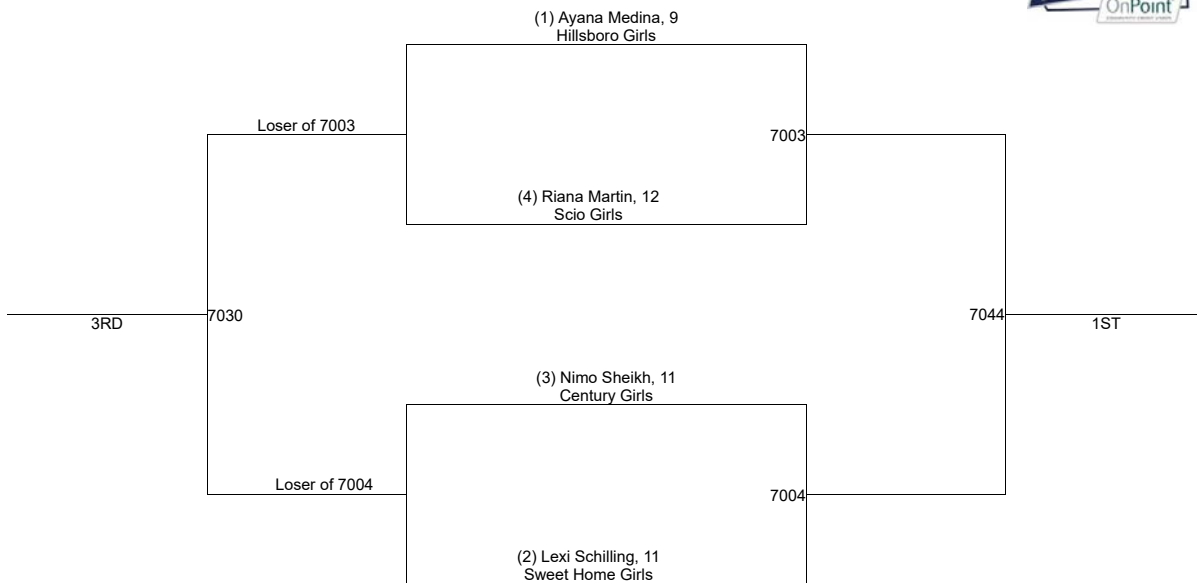 OnPoint
(1) Ayana Medina, 9
Hillsboro Girls
Loser of 7003
7003
(4) Riana Martin, 12
Scio Girls
3RD
7030
7044
1ST
(3) Nimo Sheikh, 11
Century Girls
Loser of 7004
7004
(2) Lexi Schilling, 11
Sweet Home Girls